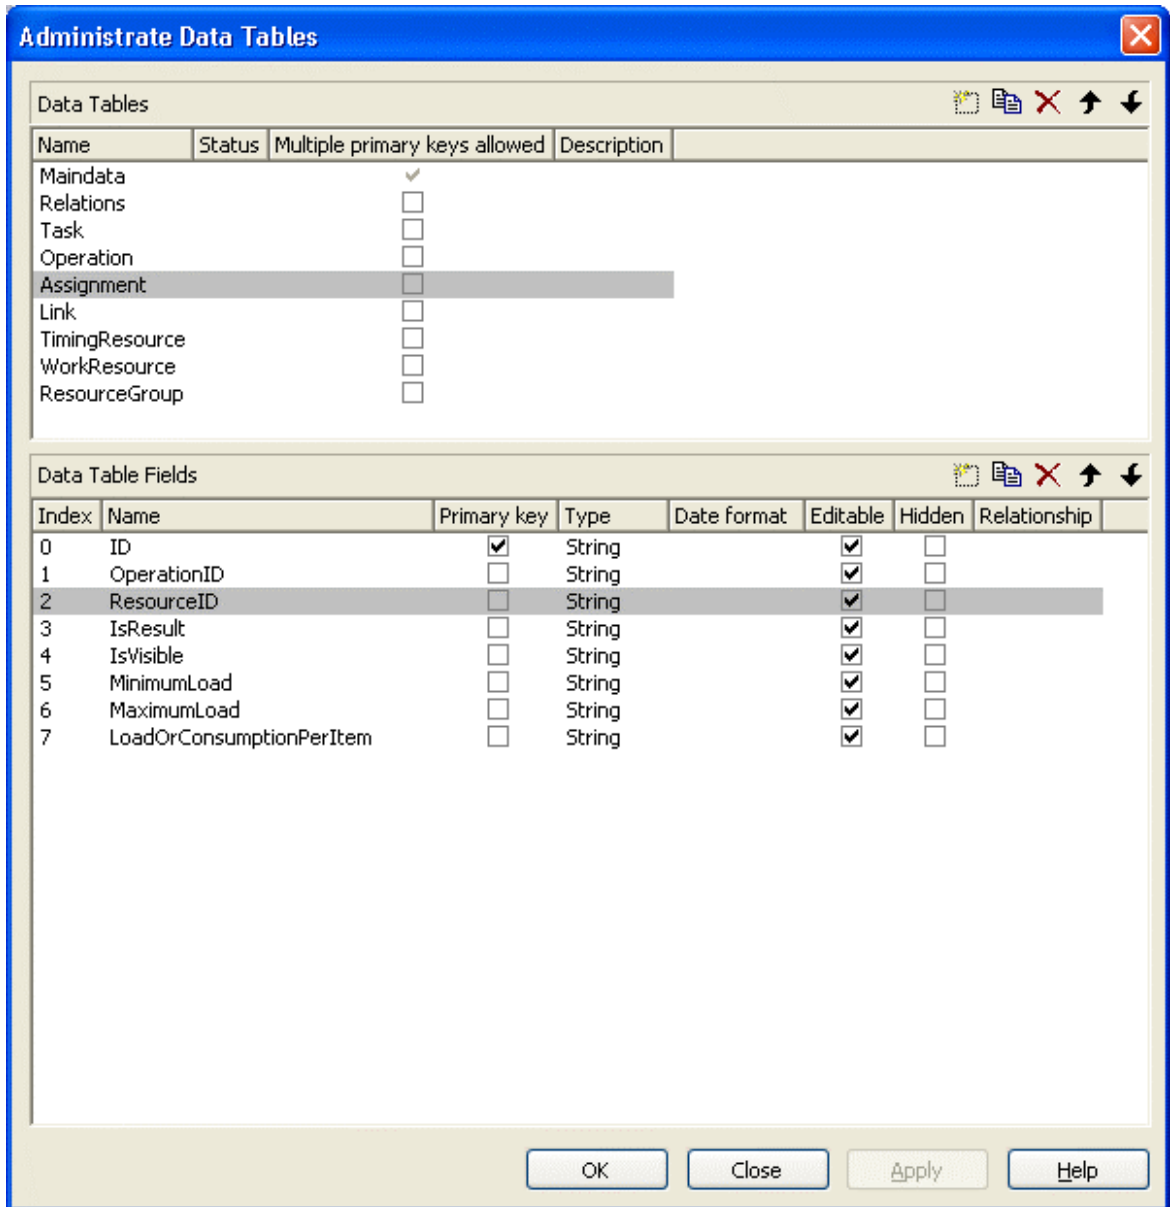 Administrate Data Tables
Data Tables
Name Status Multiple primary keys allowed Description
Maindata
Relations
Task
Operation
Assignment
Link
TimingResource
WorkResource
ResourceGroup
Data Table Fields
Index Name Primary key Type Date format Editable Hidden Relationship
0 ID String
1 OperationID String
2 ResourceID String
3 IsResult String
4 IsVisible String
5 MinimumLoad String
6 MaximumLoad String
7 LoadOrConsumptionPerItem String
OK Close Apply Help